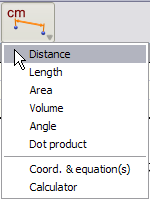 cm
Distance
Length
Area
Volume
Angle
Dot product
Coord. & equation(s)
Calculator